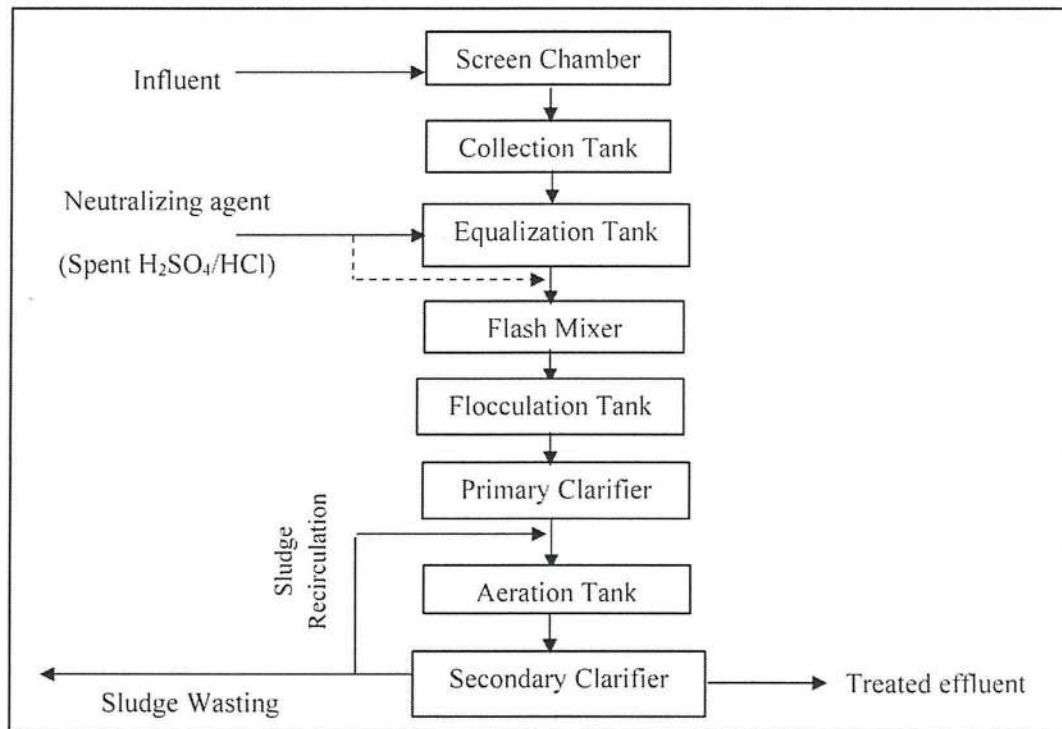 Screen Chamber
Influent
Collection Tank
Neutralizing agent
Equalization Tank
(Spent H₂SO₄/HCl)
Flash Mixer
Flocculation Tank
Primary Clarifier
Sludge
Recirculation
Aeration Tank
Secondary Clarifier
Treated effluent
Sludge Wasting